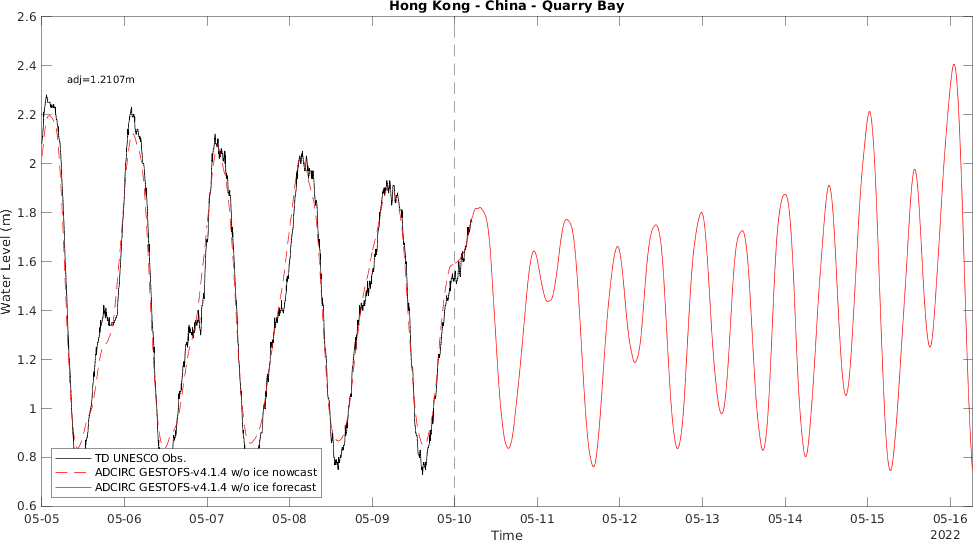 Hong Kong - China - Quarry Bay
2.6
2.4
2.2
2
1.8
1.6
1.4
1.2
1
0.8
0.6
Water Level (m)
adj=1.2107m
TD UNESCO Obs.
ADCIRC GESTOFS-v4.1.4 w/o ice nowcast
ADCIRC GESTOFS-v4.1.4 w/o ice forecast
05-05 05-06 05-07 05-08 05-09 05-10 05-11 05-12 05-13 05-14 05-15 05-16
Time
2022